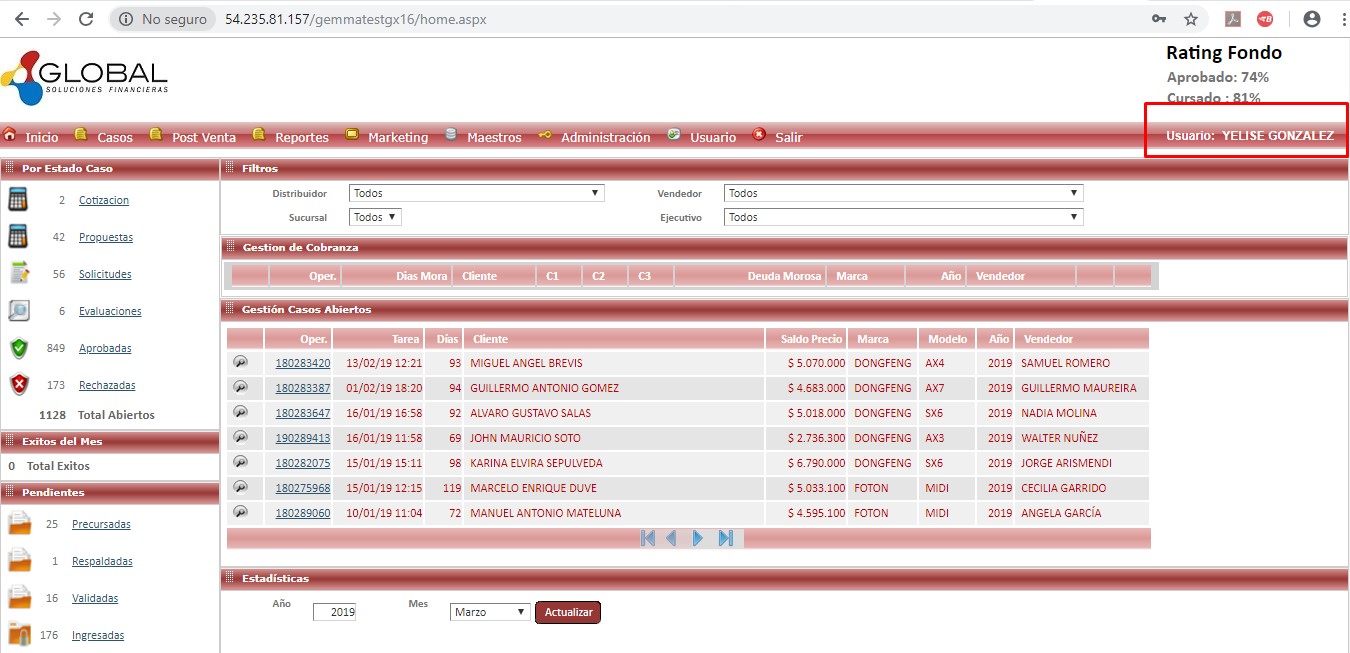 No seguro 54.235.81.157/gemmatestgx16/home.aspx
GLOBAL
SOLUCIONES FINANCIERAS
Rating Fondo
Aprobado: 74%
Cursado : 81%
Inicio Casos Post Venta Reportes Marketing Maestros Administración Usuario Salir Usuario: YELISE GONZALEZ
Por Estado Caso
2 Cotizacion
42 Propuestas
56 Solicitudes
6 Evaluaciones
849 Aprobadas
173 Rechazadas
1128 Total Abiertos
Exitos del Mes
0 Total Exitos
Pendientes
25 Precursadas
1 Respaldadas
16 Validadas
176 Ingresadas
Filtros
Distribuidor Todos Vendedor Todos
Sucursal Todos Ejecutivo Todos
Gestion de Cobranza
Oper. Dias Mora Cliente C1 C2 C3 Deuda Morosa Marca Año Vendedor
Gestión Casos Abiertos
Oper. Tarea Días Cliente Saldo Precio Marca Modelo Año Vendedor
180283420 13/02/19 12:21 93 MIGUEL ANGEL BREVIS $ 5.070.000 DONGFENG AX4 2019 SAMUEL ROMERO
180283387 01/02/19 18:20 94 GUILLERMO ANTONIO GOMEZ $ 4.683.000 DONGFENG AX7 2019 GUILLERMO MAUREIRA
180283647 16/01/19 16:58 92 ALVARO GUSTAVO SALAS $ 5.018.000 DONGFENG SX6 2019 NADIA MOLINA
190289413 16/01/19 11:58 69 JOHN MAURICIO SOTO $ 2.736.300 DONGFENG AX3 2019 WALTER NUÑEZ
180282075 15/01/19 15:11 98 KARINA ELVIRA SEPULVEDA $ 6.790.000 DONGFENG SX6 2019 JORGE ARISMENDI
180275968 15/01/19 12:15 119 MARCELO ENRIQUE DUVE $ 5.033.100 FOTON MIDI 2019 CECILIA GARRIDO
180289060 10/01/19 11:04 72 MANUEL ANTONIO MATELUNA $ 4.595.100 FOTON MIDI 2019 ANGELA GARCÍA
Estadísticas
Año 2019 Mes Marzo Actualizar